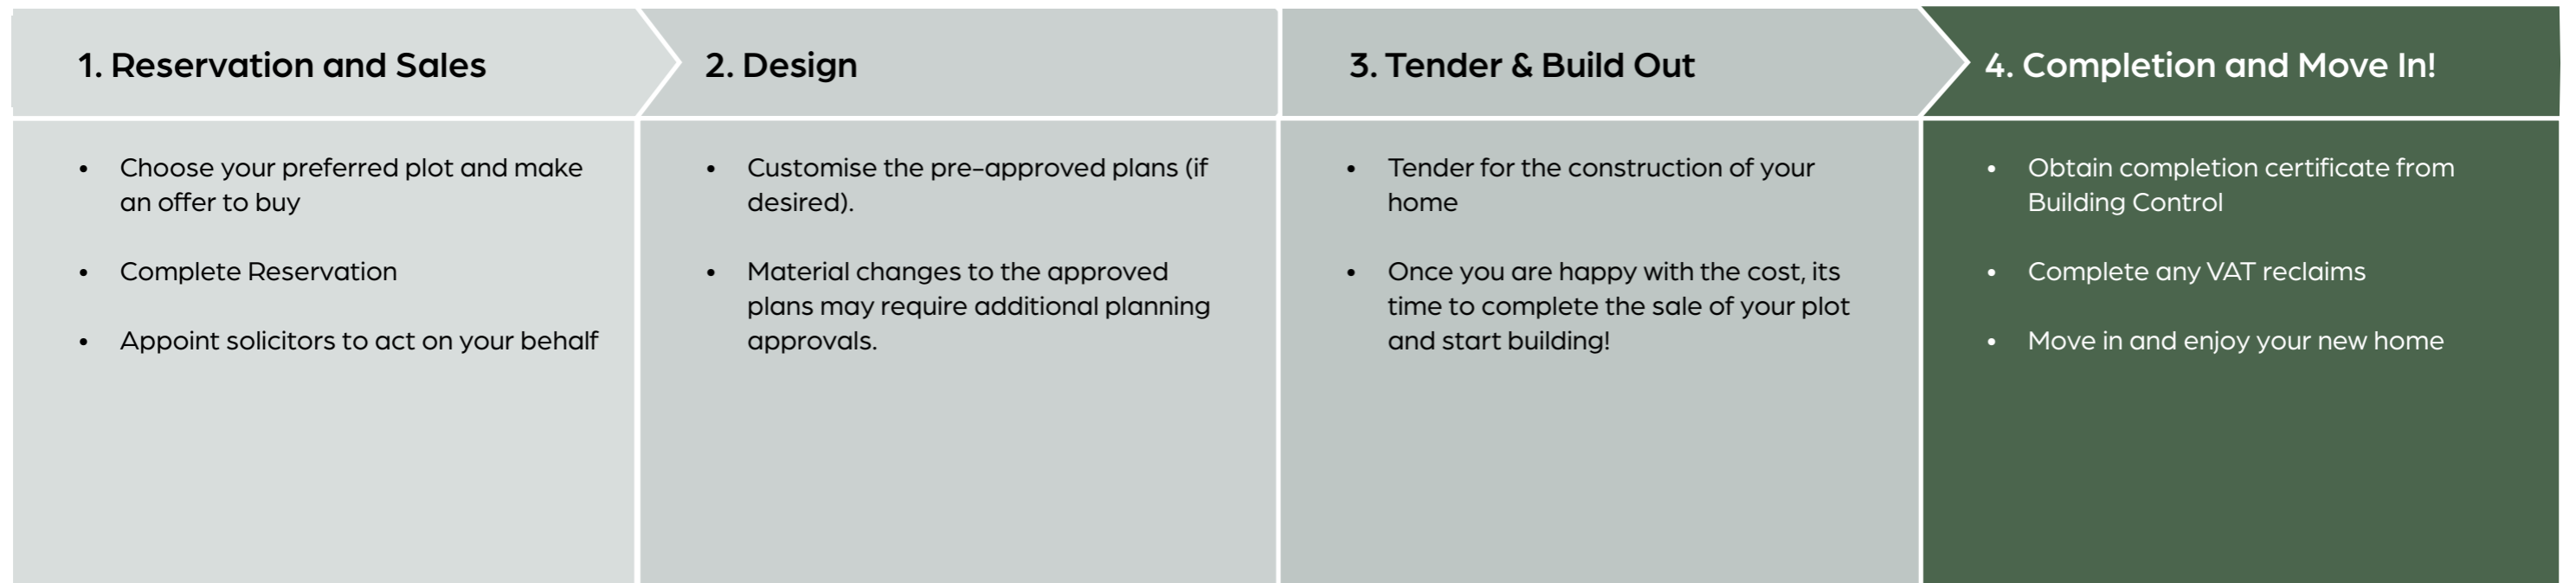 1. Reservation and Sales
• Choose your preferred plot and make
an offer to buy
• Complete Reservation
• Appoint solicitors to act on your behalf
2. Design
• Customise the pre-approved plans (if
desired).
• Material changes to the approved
plans may require additional planning
approvals.
3. Tender & Build Out
• Tender for the construction of your
home
• Once you are happy with the cost, its
time to complete the sale of your plot
and start building!
4. Completion and Move In!
• Obtain completion certificate from
Building Control
• Complete any VAT reclaims
• Move in and enjoy your new home